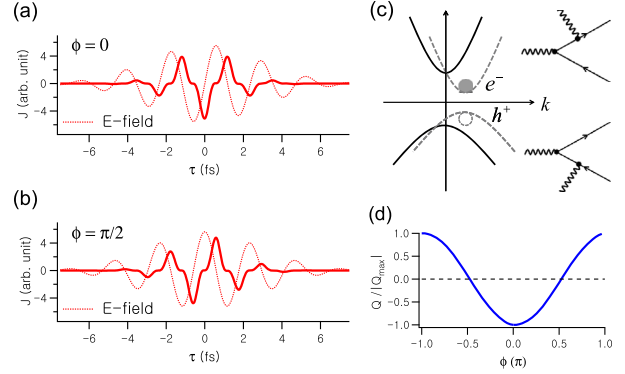 (a)
ϕ = 0
J (arb. unit)
4
0
-4
E-field
-6
-4
-2
0
2
4
6
τ (fs)
(b)
ϕ = π/2
J (arb. unit)
4
0
-4
E-field
-6
-4
-2
0
2
4
6
τ (fs)
(c)
e⁻
k
h⁺
(d)
Q / |Qmax|
1.0
0.5
0.0
-0.5
-1.0
-1.0
-0.5
0.0
0.5
1.0
ϕ (π)